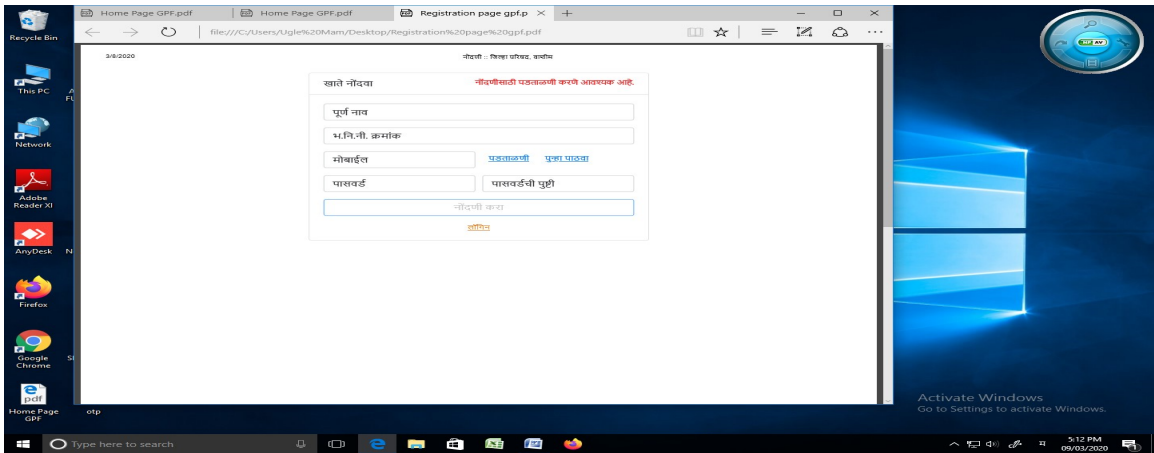 Home Page GPF.pdf
Home Page GPF.pdf
Registration page gpf.p
file:///C:/Users/Ugle%20Mam/Desktop/Registration%20page%20gpf.pdf
3/8/2020
नोंदणी :: जिल्हा परिषद, वाशीम
खाते नोंदवा
नोंदणीसाठी पडताळणी करणे आवश्यक आहे.
पूर्ण नाव
भ.नि.नी. क्रमांक
मोबाईल
पडताळणी पुन्हा पाठवा
पासवर्ड
पासवर्डची पुष्टी
नोंदणी करा
लॉगिन
Recycle Bin
This PC
Network
Adobe
Reader XI
AnyDesk
Firefox
Google
Chrome
pdf
Home Page
GPF
otp
Activate Windows
Go to Settings to activate Windows.
Type here to search
म
5:12 PM
09/03/2020